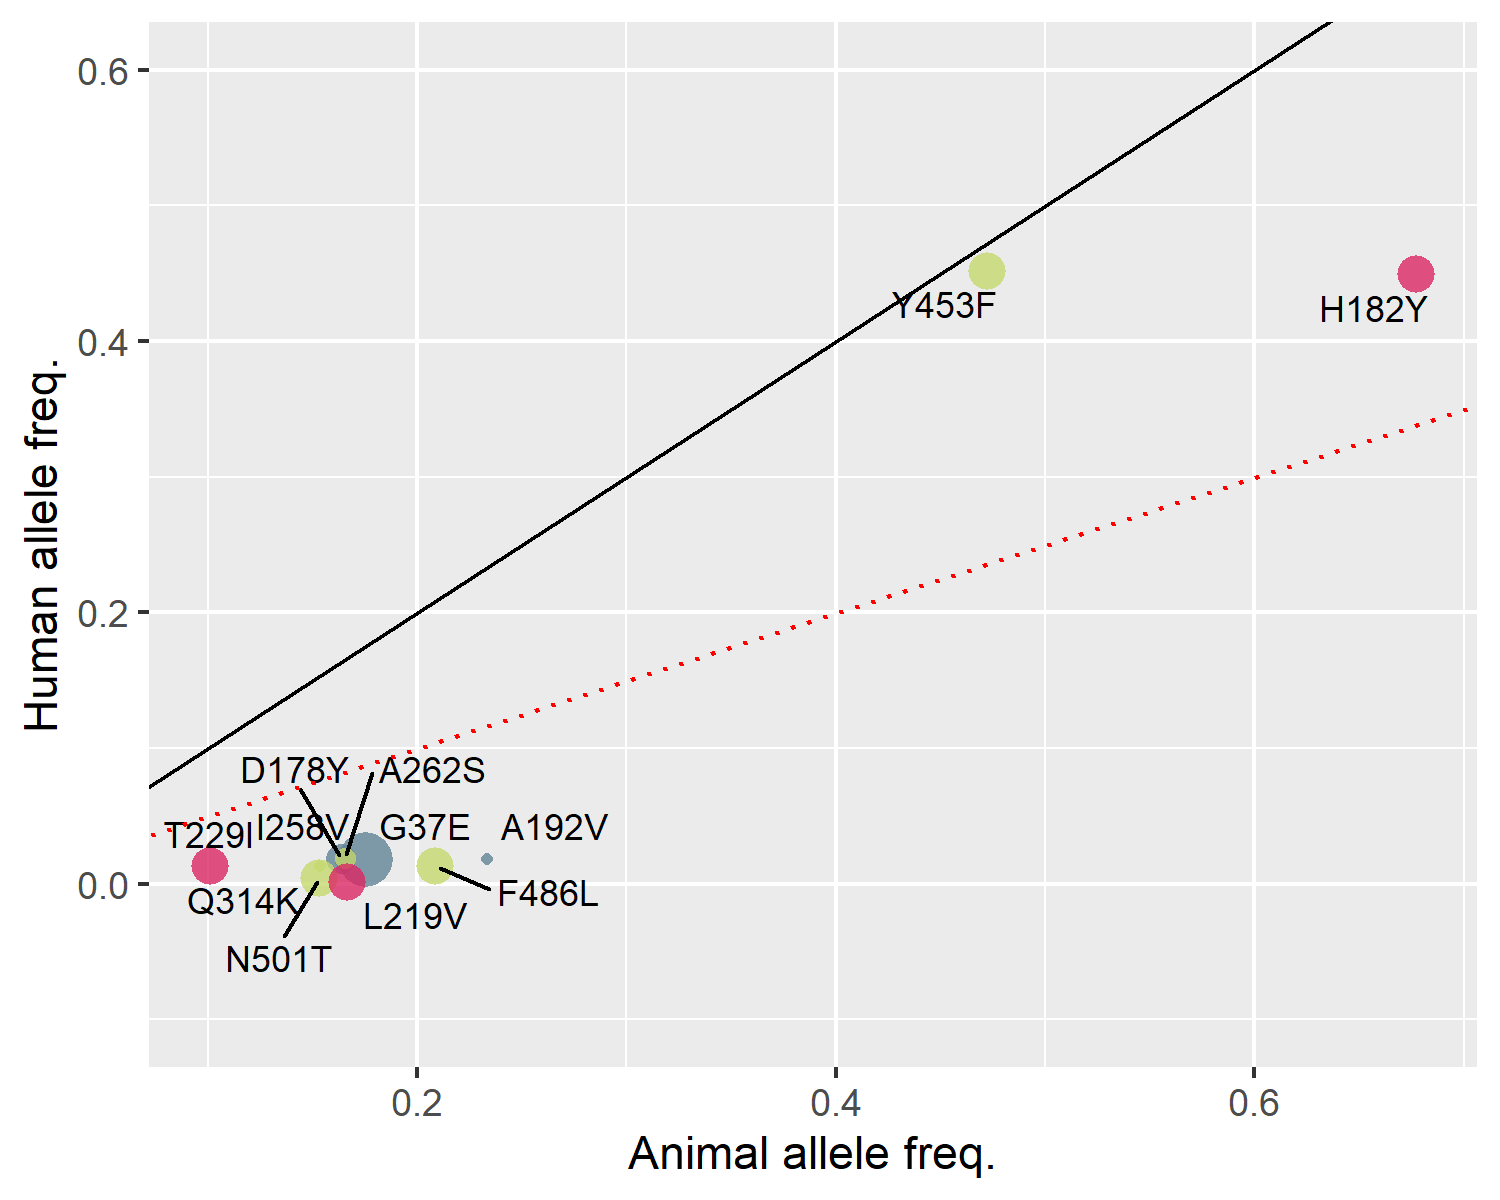 0.6
Y453F
H182Y
0.4
Human allele freq.
0.2
D178Y
A262S
T229I
I258V
G37E
A192V
0.0
Q314K
L219V
F486L
N501T
0.2
0.4
0.6
Animal allele freq.